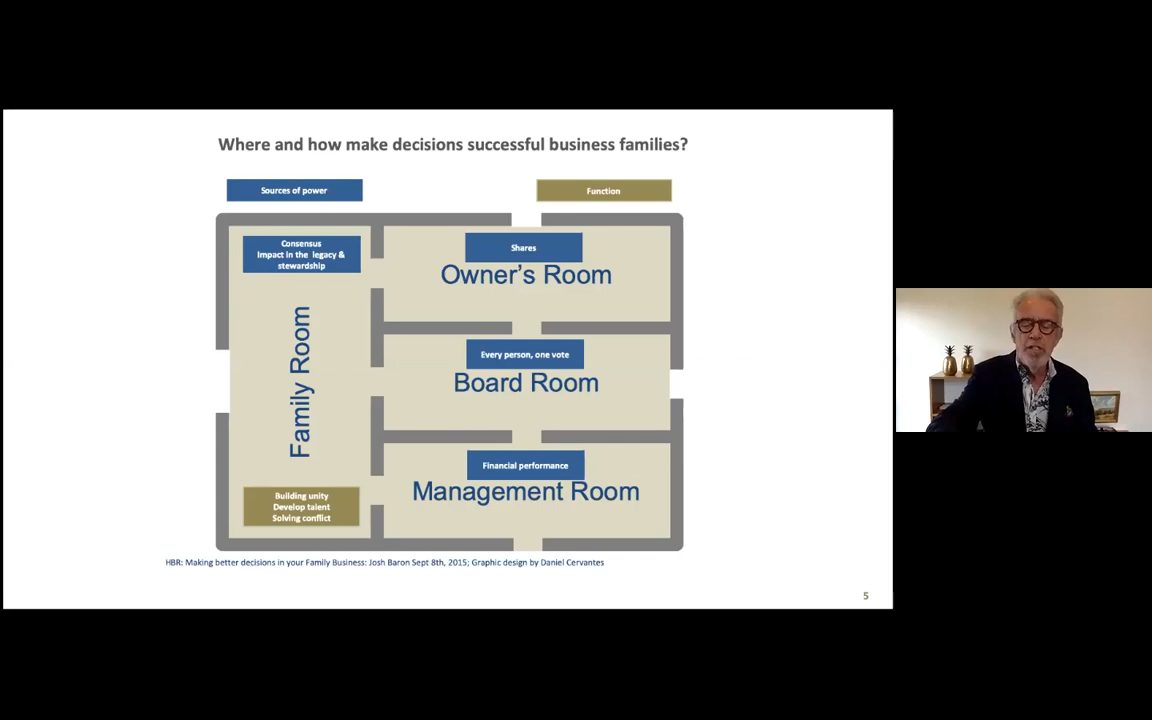 Where and how make decisions successful business families?
Sources of power
Function
Consensus
Impact in the legacy &
stewardship
Family Room
Building unity
Develop talent
Solving conflict
Shares
Owner's Room
Every person, one vote
Board Room
Financial performance
Management Room
HBR: Making better decisions in your Family Business: Josh Baron Sept 8th, 2015; Graphic design by Daniel Cervantes
5